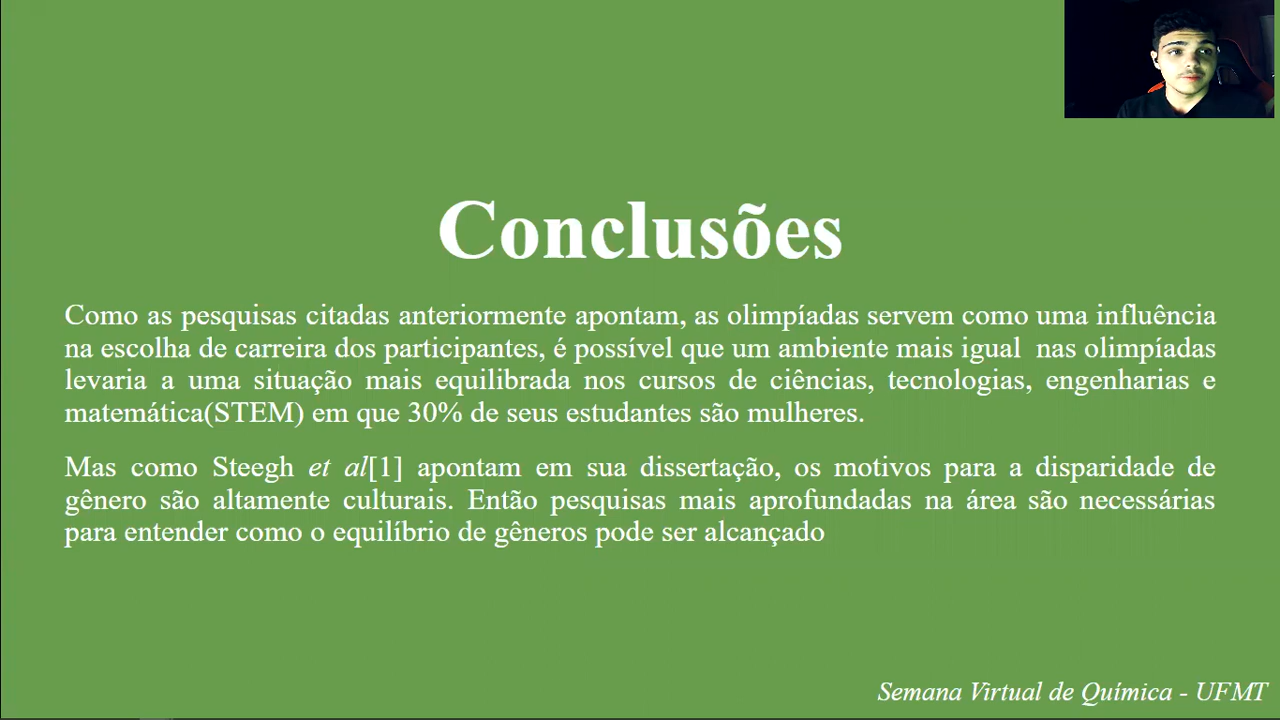 Conclusões
Como as pesquisas citadas anteriormente apontam, as olimpíadas servem como uma influência
na escolha de carreira dos participantes, é possível que um ambiente mais igual  nas olimpíadas
levaria a uma situação mais equilibrada nos cursos de ciências, tecnologias, engenharias e
matemática(STEM) em que 30% de seus estudantes são mulheres.
Mas como Steegh et al[1] apontam em sua dissertação, os motivos para a disparidade de
gênero são altamente culturais. Então pesquisas mais aprofundadas na área são necessárias
para entender como o equilíbrio de gêneros pode ser alcançado
Semana Virtual de Química - UFMT